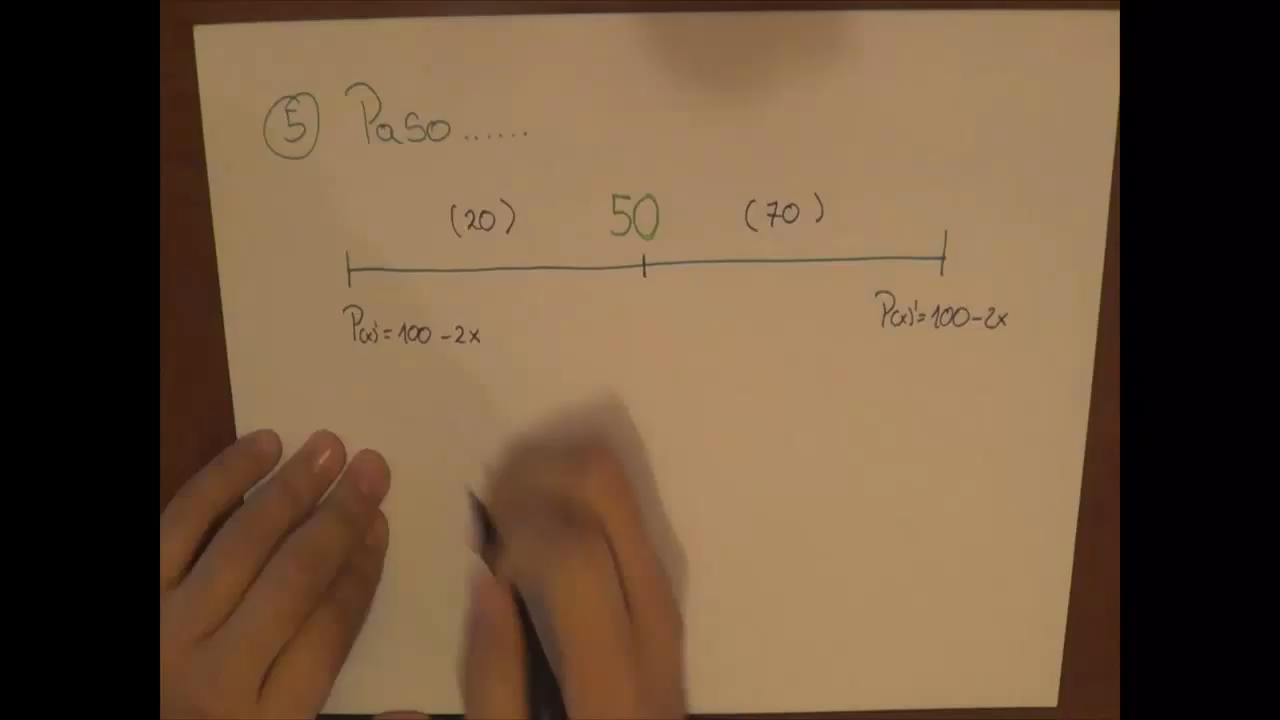 5 Paso......
(20) 50 (70)
P(x)'=100-2x P(x)'=100-2x